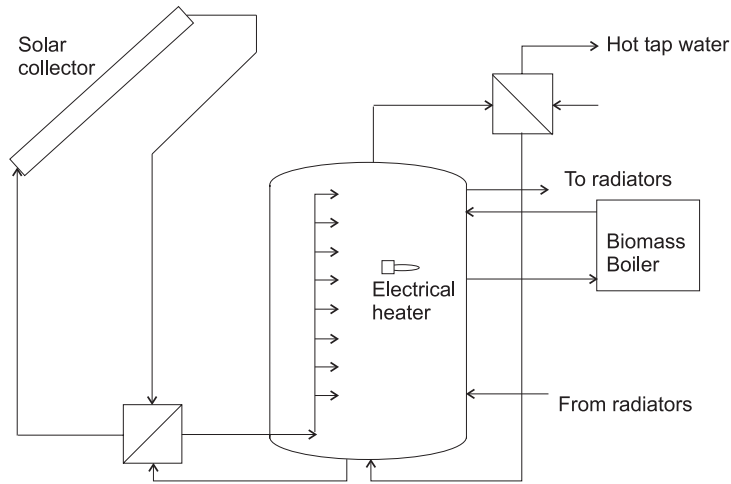 Solar
collector
Hot tap water
To radiators
Biomass
Boiler
Electrical
heater
From radiators